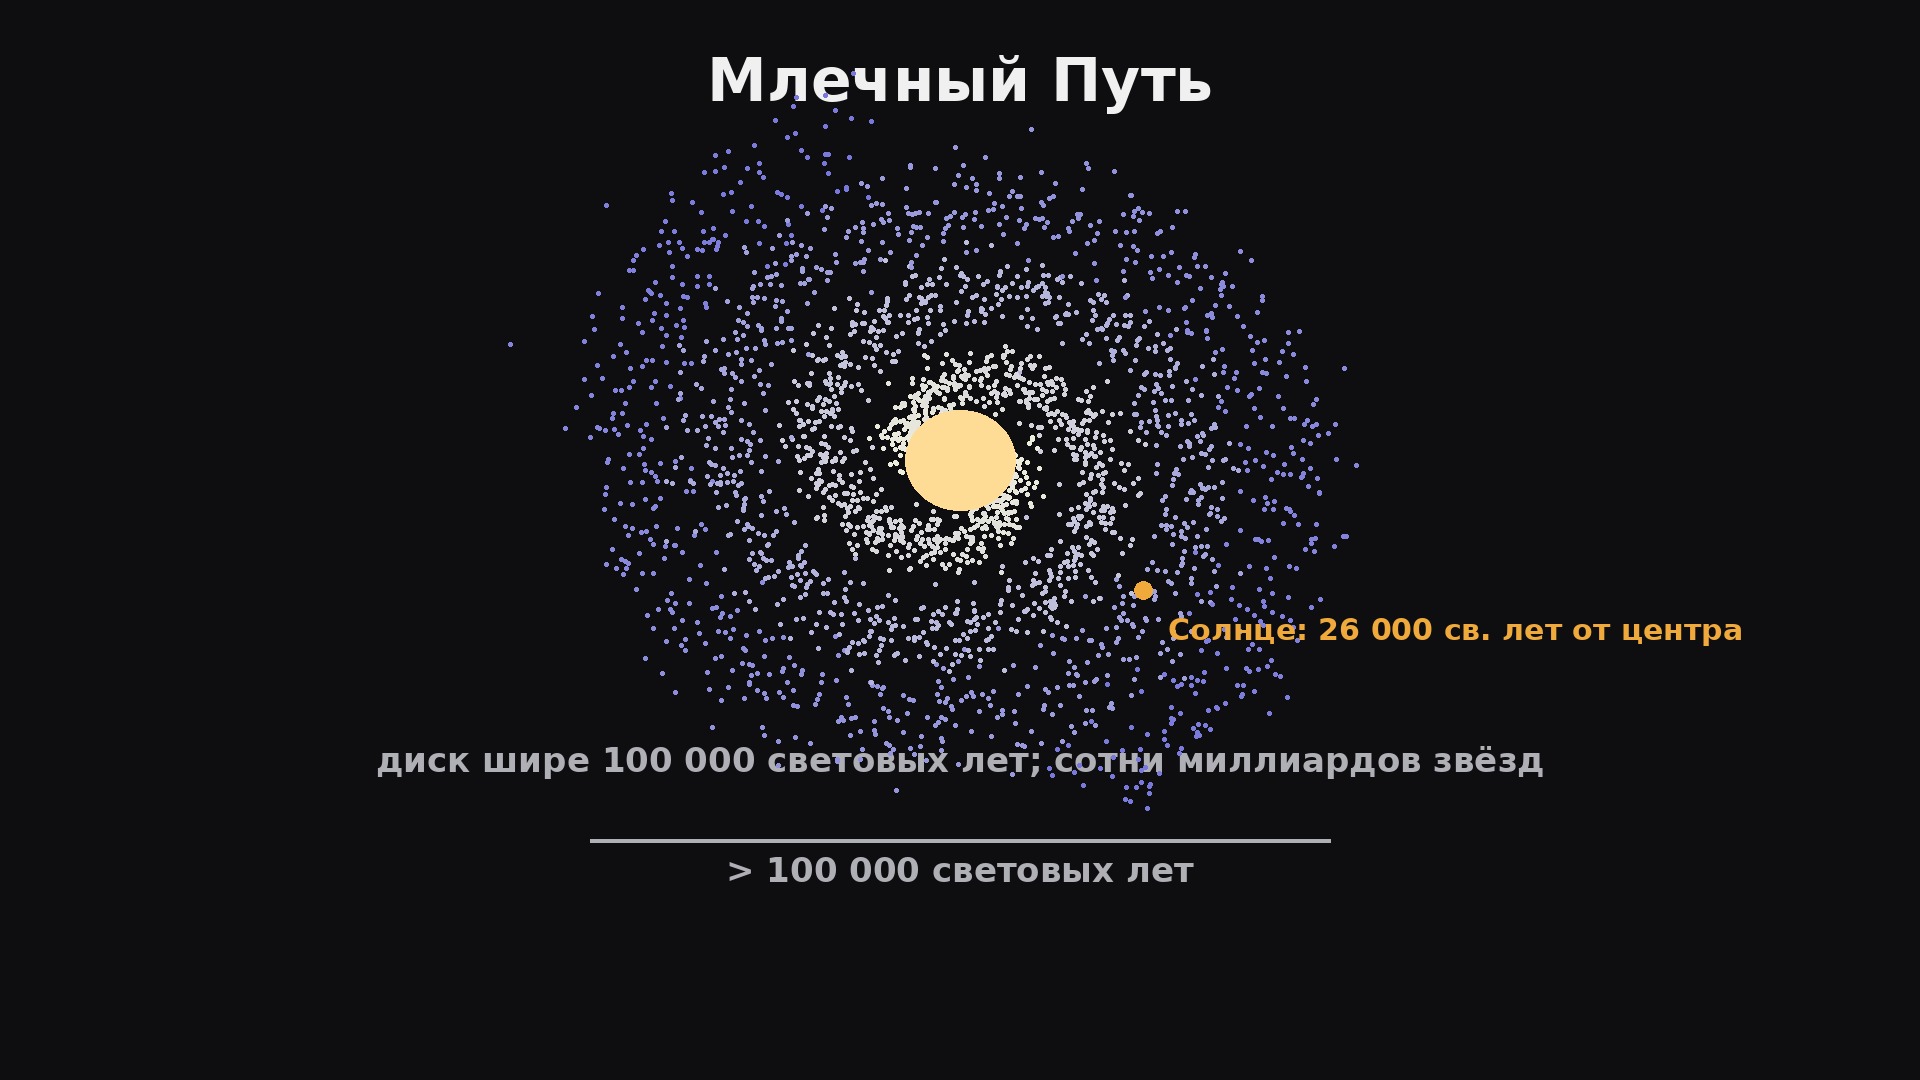 Млечный Путь
Солнце: 26 000 св. лет от центра
диск шире 100 000 световых лет; сотни миллиардов звёзд
> 100 000 световых лет